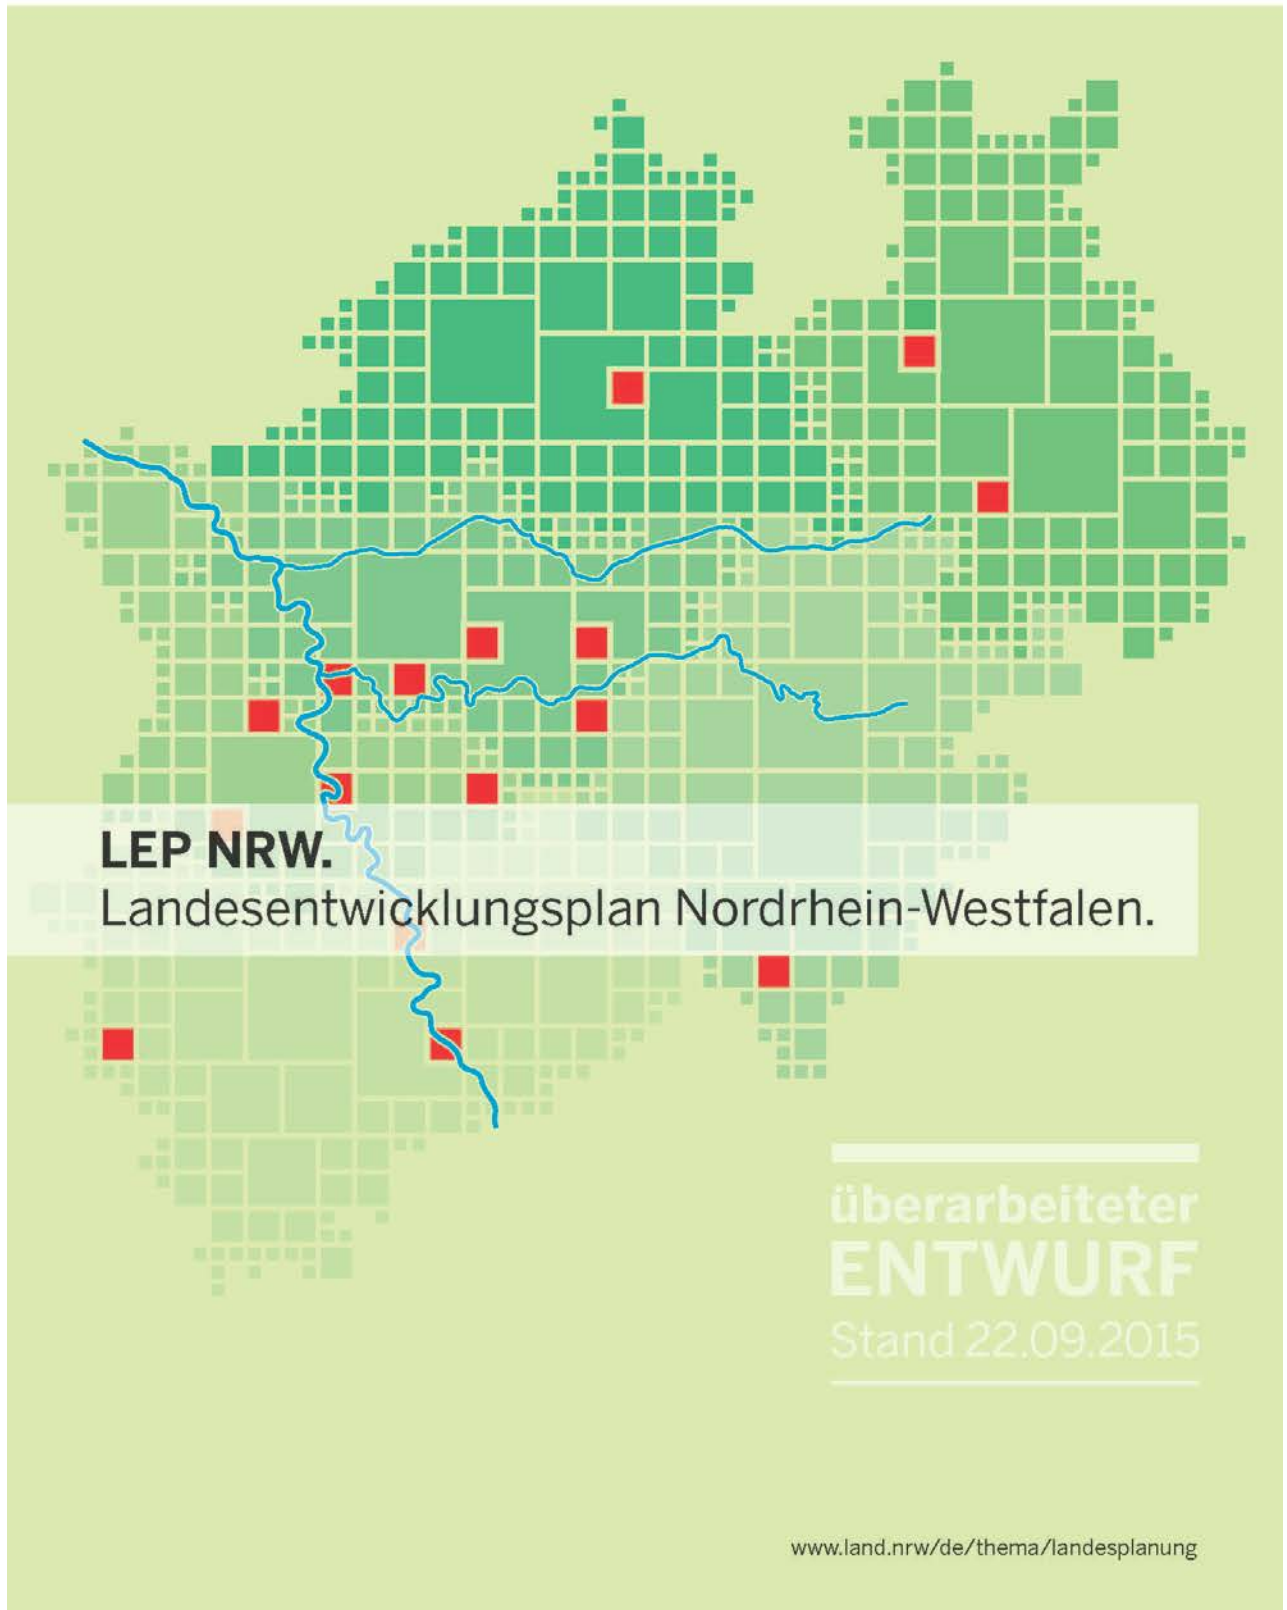 LEP NRW.
Landesentwicklungsplan Nordrhein-Westfalen.
überarbeiteter
ENTWURF
Stand 22.09.2015
www.land.nrw/de/thema/landesplanung